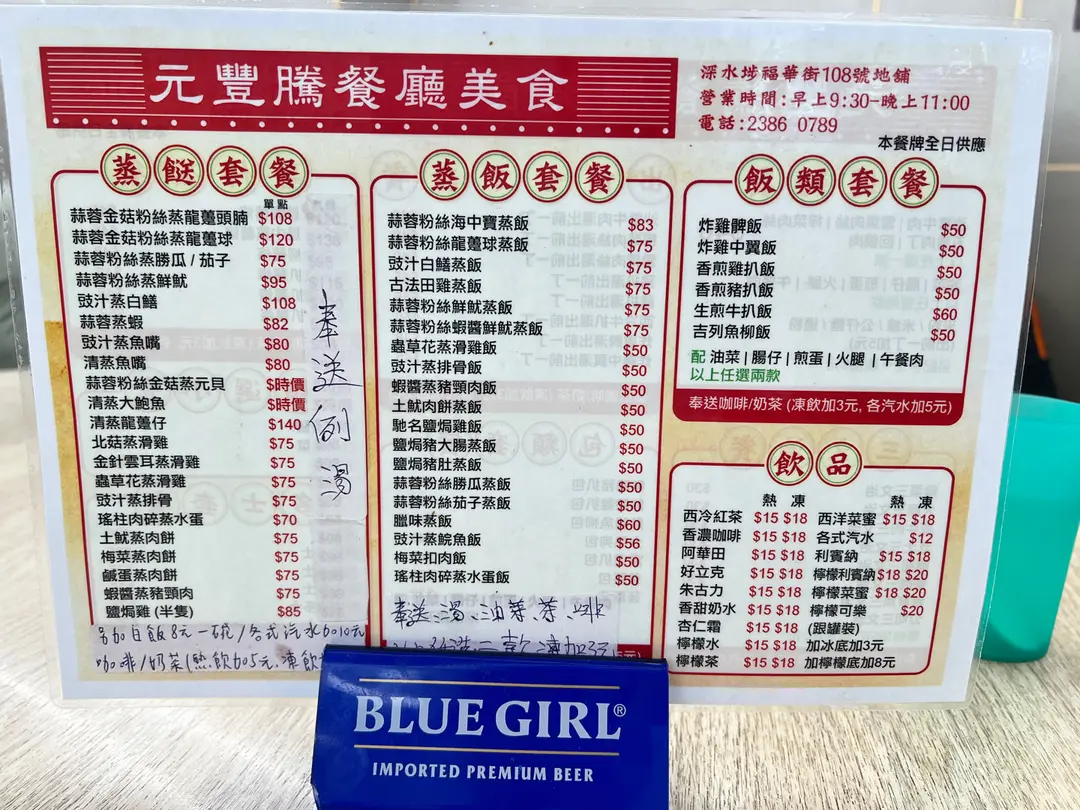 元豐騰餐廳美食
深水埗福華街108號地舖
營業時間:早上9:30-晚上11:00
電話:2386 0789
本餐牌全日供應
蒸餸套餐
單點
蒜蓉金菇粉絲蒸龍躉頭腩 $108
蒜蓉金菇粉絲蒸龍躉球 $120
蒜蓉粉絲蒸勝瓜 / 茄子 $75
蒜蓉粉絲蒸鮮魷 $95
豉汁蒸白鱔 $108
蒜蓉蒸蝦 $82
豉汁蒸魚嘴 $80
清蒸魚嘴 $80
蒜蓉粉絲金菇蒸元貝 $時價
清蒸大鮑魚 $時價
清蒸龍躉仔 $140
北菇蒸滑雞 $75
金針雲耳蒸滑雞 $75
蟲草花蒸滑雞 $75
豉汁蒸排骨 $75
瑤柱肉碎蒸水蛋 $70
土魷蒸肉餅 $75
梅菜蒸肉餅 $75
鹹蛋蒸肉餅 $75
蝦醬蒸豬頸肉 $75
鹽焗雞 (半隻) $85
奉送例湯
另加白飯8元一碗/各式汽水加10元
咖啡/奶茶(熱飲加5元.凍飲
蒸飯套餐
蒜蓉粉絲海中寶蒸飯 $83
蒜蓉粉絲龍躉球蒸飯 $75
豉汁白鱔蒸飯 $75
古法田雞蒸飯 $75
蒜蓉粉絲鮮魷蒸飯 $75
蒜蓉粉絲蝦醬鮮魷蒸飯 $75
蟲草花蒸滑雞飯 $50
豉汁蒸排骨飯 $50
蝦醬蒸豬頸肉飯 $50
土魷肉餅蒸飯 $50
馳名鹽焗雞飯 $50
鹽焗豬大腸蒸飯 $50
鹽焗豬肚蒸飯 $50
蒜蓉粉絲勝瓜蒸飯 $50
蒜蓉粉絲茄子蒸飯 $50
臘味蒸飯 $60
豉汁蒸鯇魚飯 $56
梅菜扣肉飯 $50
瑤柱肉碎蒸水蛋飯 $50
奉送、湯、油菜、茶、啡
飯類套餐
炸雞髀飯 $50
炸雞中翼飯 $50
香煎雞扒飯 $50
香煎豬扒飯 $50
生煎牛扒飯 $60
吉列魚柳飯 $50
配 油菜 | 腸仔 | 煎蛋 | 火腿 | 午餐肉
以上任選兩款
奉送咖啡/奶茶 (凍飲加3元, 各汽水加5元)
飲品
熱 凍 熱 凍
西冷紅茶 $15 $18 西洋菜蜜 $15 $18
香濃咖啡 $15 $18 各式汽水 $12
阿華田 $15 $18 利賓納 $15 $18
好立克 $15 $18 檸檬利賓納 $18 $20
朱古力 $15 $18 檸檬菜蜜 $18 $20
香甜奶水 $15 $18 檸檬可樂 $20
杏仁霜 $15 $18 (跟罐裝)
檸檬水 $15 $18 加冰底加3元
檸檬茶 $15 $18 加檸檬底加8元
BLUE GIRL®
IMPORTED PREMIUM BEER